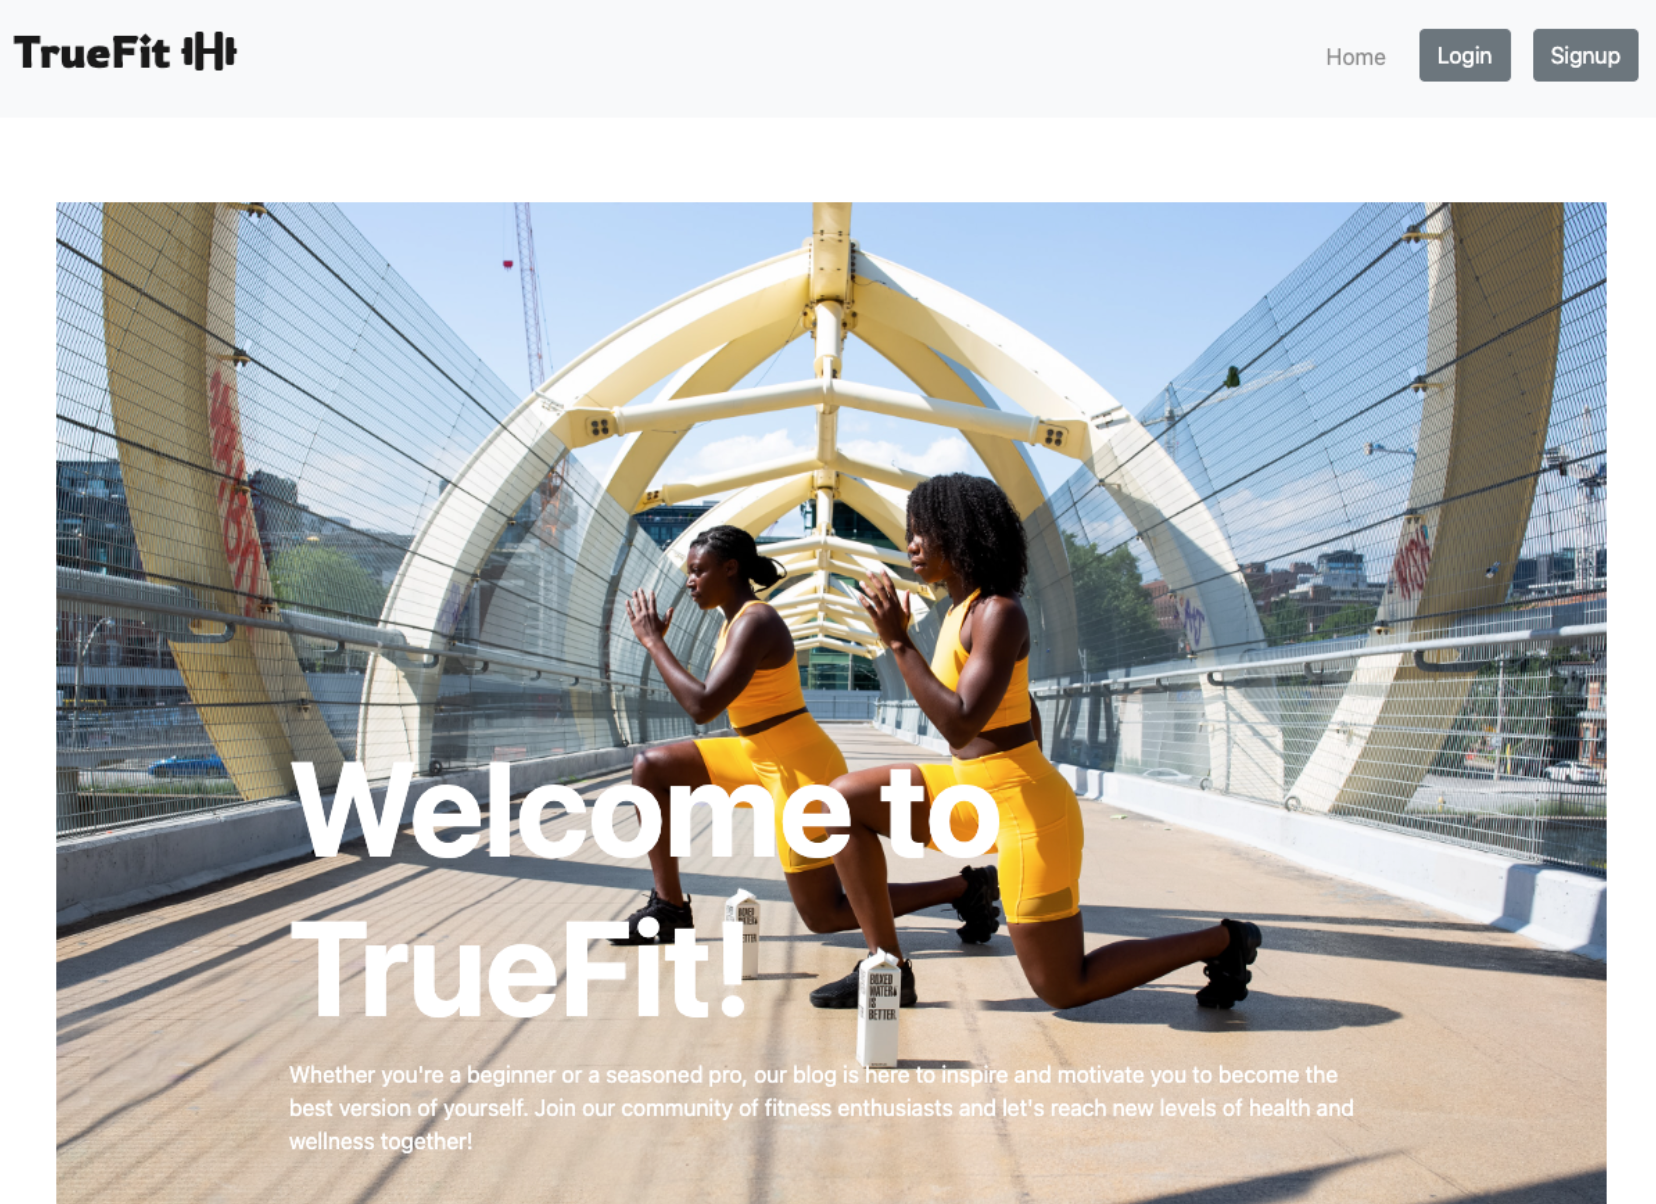 TrueFit
Home
Login
Signup
Welcome to
TrueFit!
BOXED
WATER
IS
BETTER.
Whether you're a beginner or a seasoned pro, our blog is here to inspire and motivate you to become the
best version of yourself. Join our community of fitness enthusiasts and let's reach new levels of health and
wellness together!